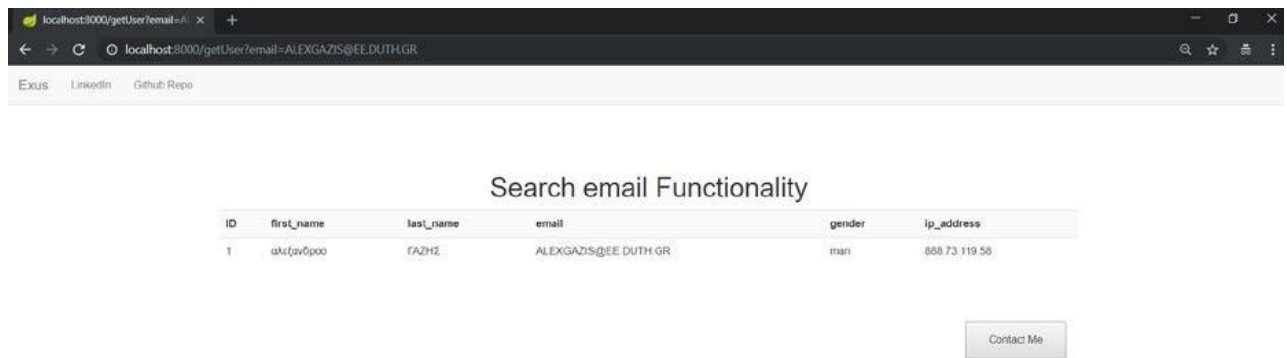 localhost:8000/getUser?email=A
localhost:8000/getUser?email=ALEXGAZIS@EE.DUTH.GR
Exus LinkedIn Github Repo
Search email Functionality
ID first_name last_name email gender ip_address
1 αλεξανδροσ ΓΑΖΗΣ ALEXGAZIS@EE.DUTH.GR man 888.73.119.58
Contact Me